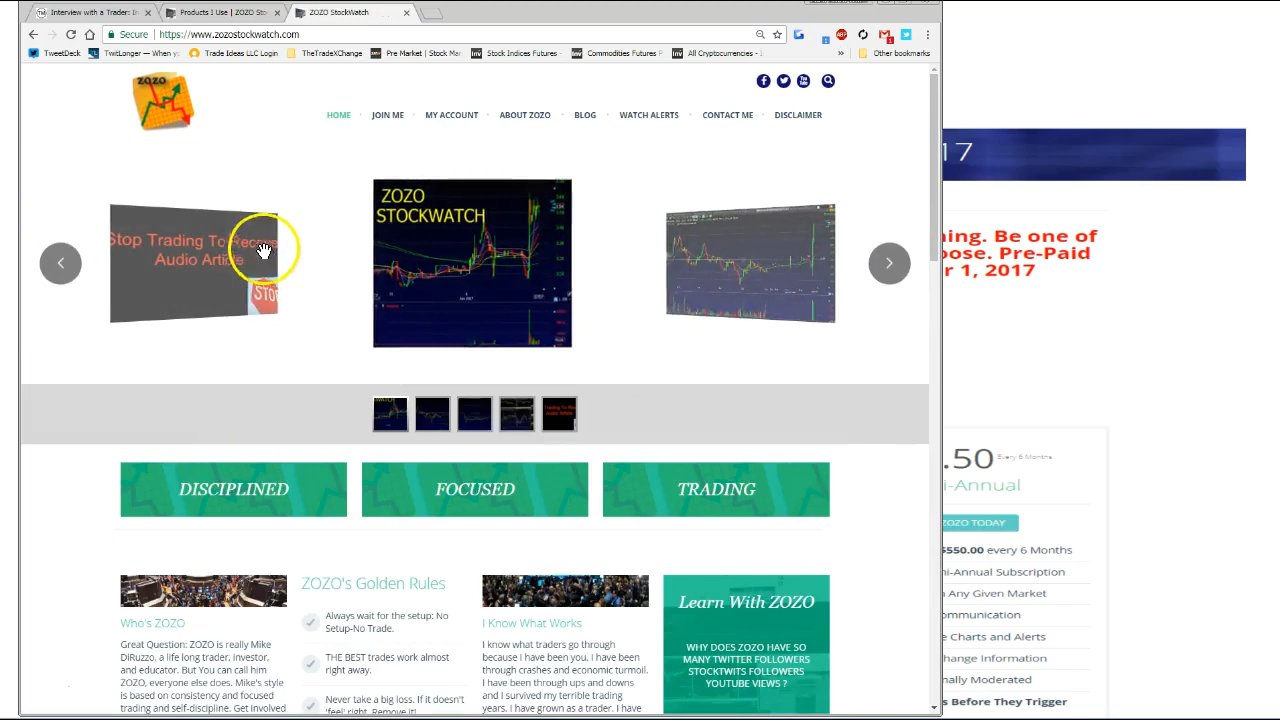 Interview with a Trader: In
Products I Use | ZOZO Sto
ZOZO StockWatch
Secure
https://www.zozostockwatch.com
TweetDeck
TwitLonger — When yo
Trade Ideas LLC Login
TheTradeXchange
Pre Market | Stock Mar
Stock Indices Futures -
Commodities Futures P
All Cryptocurrencies - I
Other bookmarks
ZOZO
HOME
JOIN ME
MY ACCOUNT
ABOUT ZOZO
BLOG
WATCH ALERTS
CONTACT ME
DISCLAIMER
17
Stop Trading To Recove
Audio Article
STOP
ZOZO
STOCKWATCH
ning. Be one of
pose. Pre-Paid
r 1, 2017
Trading To Rec
Audio Article
DISCIPLINED
FOCUSED
TRADING
.50 Every 6 Months
i-Annual
ZOZO TODAY
$550.00 every 6 Months
ni-Annual Subscription
n Any Given Market
ommunication
e Charts and Alerts
hange Information
nally Moderated
s Before They Trigger
Who's ZOZO
Great Question: ZOZO is really Mike
DiRuzzo, a life long trader, investor,
and educator. But You can call him
ZOZO, everyone else does. Mike's style
is based on consistency and focused
trading and self-discipline. Get involved
ZOZO's Golden Rules
Always wait for the setup: No
Setup-No Trade.
THE BEST trades work almost
right away.
Never take a big loss. If it doesn't
'feel' right, Remove it!
I Know What Works
I know what traders go through
because I have been you. I have been
through crashes and economic turmoil.
I have been through ups and downs
and I survived my terrible trading
years. I have grown as a trader. I have
Learn With ZOZO
WHY DOES ZOZO HAVE SO
MANY TWITTER FOLLOWERS
STOCKTWITS FOLLOWERS
YOUTUBE VIEWS ?